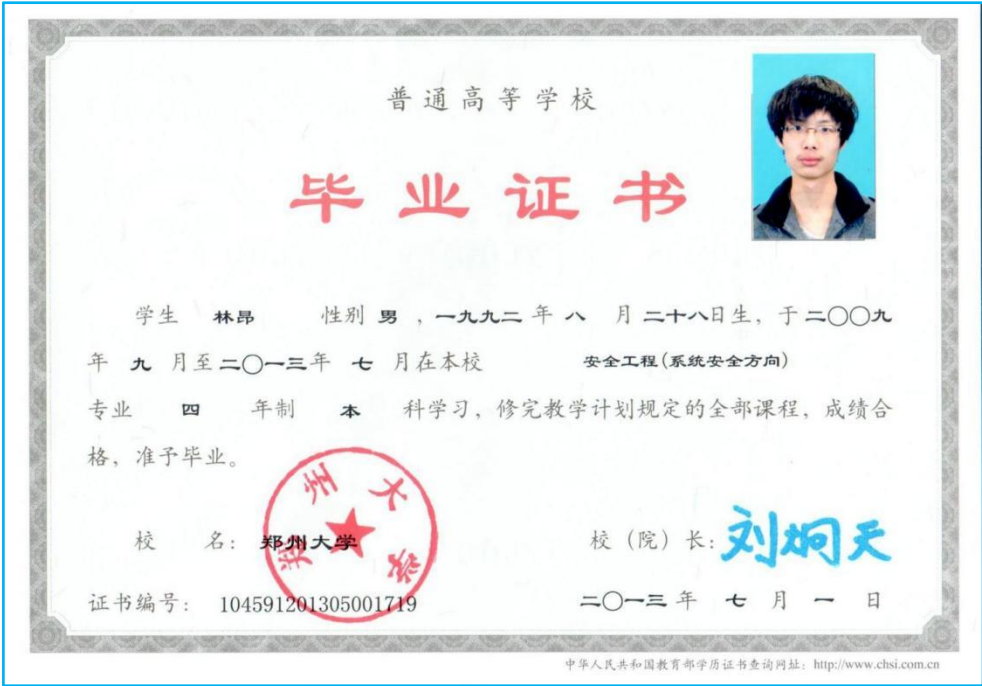 普通高等学校
毕业证书
学生 林昂 性别 男 ，一九九二 年 八 月 二十八日生，于 二〇〇九
年 九 月至 二〇一三年 七 月在本校 安全工程(系统安全方向)
专业 四 年制 本 科学习，修完教学计划规定的全部课程，成绩合
格，准予毕业。
郑州大学
校 名：郑州大学 校（院）长：刘炯天
证书编号： 104591201305001719 二〇一三 年 七 月 一 日
中华人民共和国教育部学历证书查询网址：http://www.chsi.com.cn